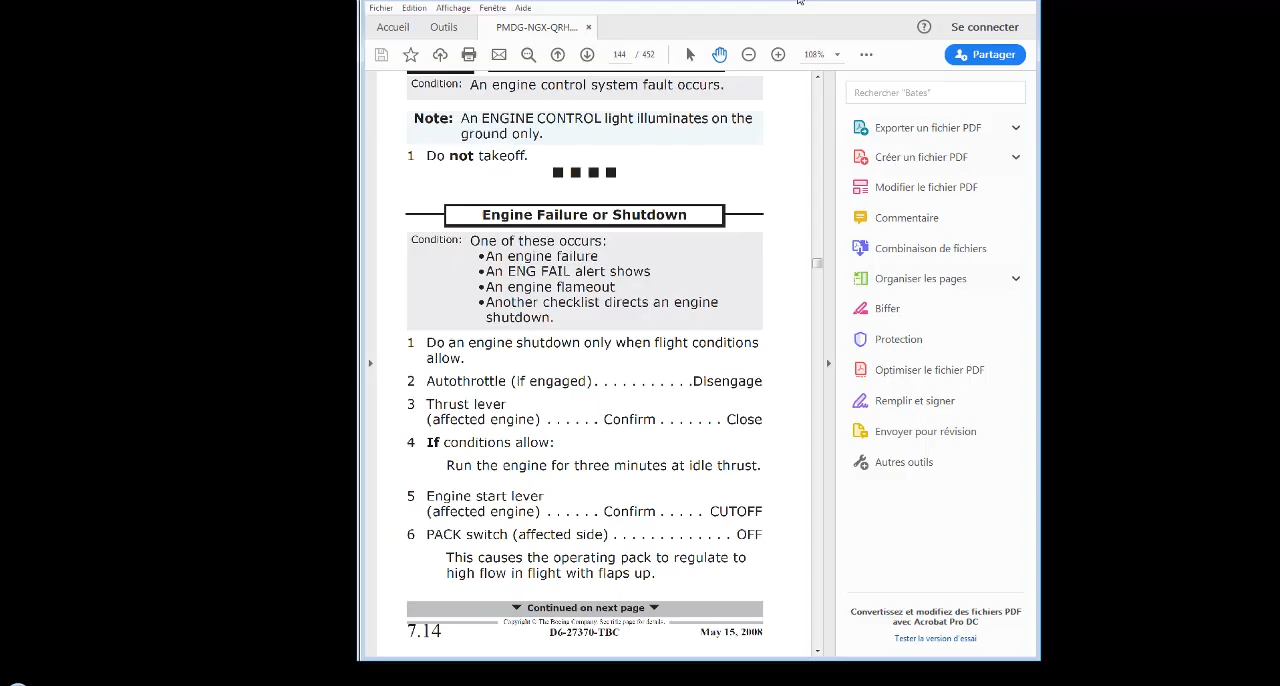 Fichier Edition Affichage Fenêtre Aide
Accueil Outils PMDG-NGX-QRH.... × ? Se connecter
144 / 452 108% Partager
Condition: An engine control system fault occurs.
Note: An ENGINE CONTROL light illuminates on the
ground only.
1 Do not takeoff.
Engine Failure or Shutdown
Condition: One of these occurs:
•An engine failure
•An ENG FAIL alert shows
•An engine flameout
•Another checklist directs an engine
shutdown.
1 Do an engine shutdown only when flight conditions
allow.
2 Autothrottle (if engaged). . . . . . . . . . .Disengage
3 Thrust lever
(affected engine) . . . . . . Confirm . . . . . . . Close
4 If conditions allow:
Run the engine for three minutes at idle thrust.
5 Engine start lever
(affected engine) . . . . . . Confirm . . . . . CUTOFF
6 PACK switch (affected side) . . . . . . . . . . . . . OFF
This causes the operating pack to regulate to
high flow in flight with flaps up.
Continued on next page
Copyright © The Boeing Company. See title page for details.
7.14 D6-27370-TBC May 15, 2008
Rechercher "Bates"
Exporter un fichier PDF
Créer un fichier PDF
Modifier le fichier PDF
Commentaire
Combinaison de fichiers
Organiser les pages
Biffer
Protection
Optimiser le fichier PDF
Remplir et signer
Envoyer pour révision
Autres outils
Convertissez et modifiez des fichiers PDF
avec Acrobat Pro DC
Tester la version d'essai